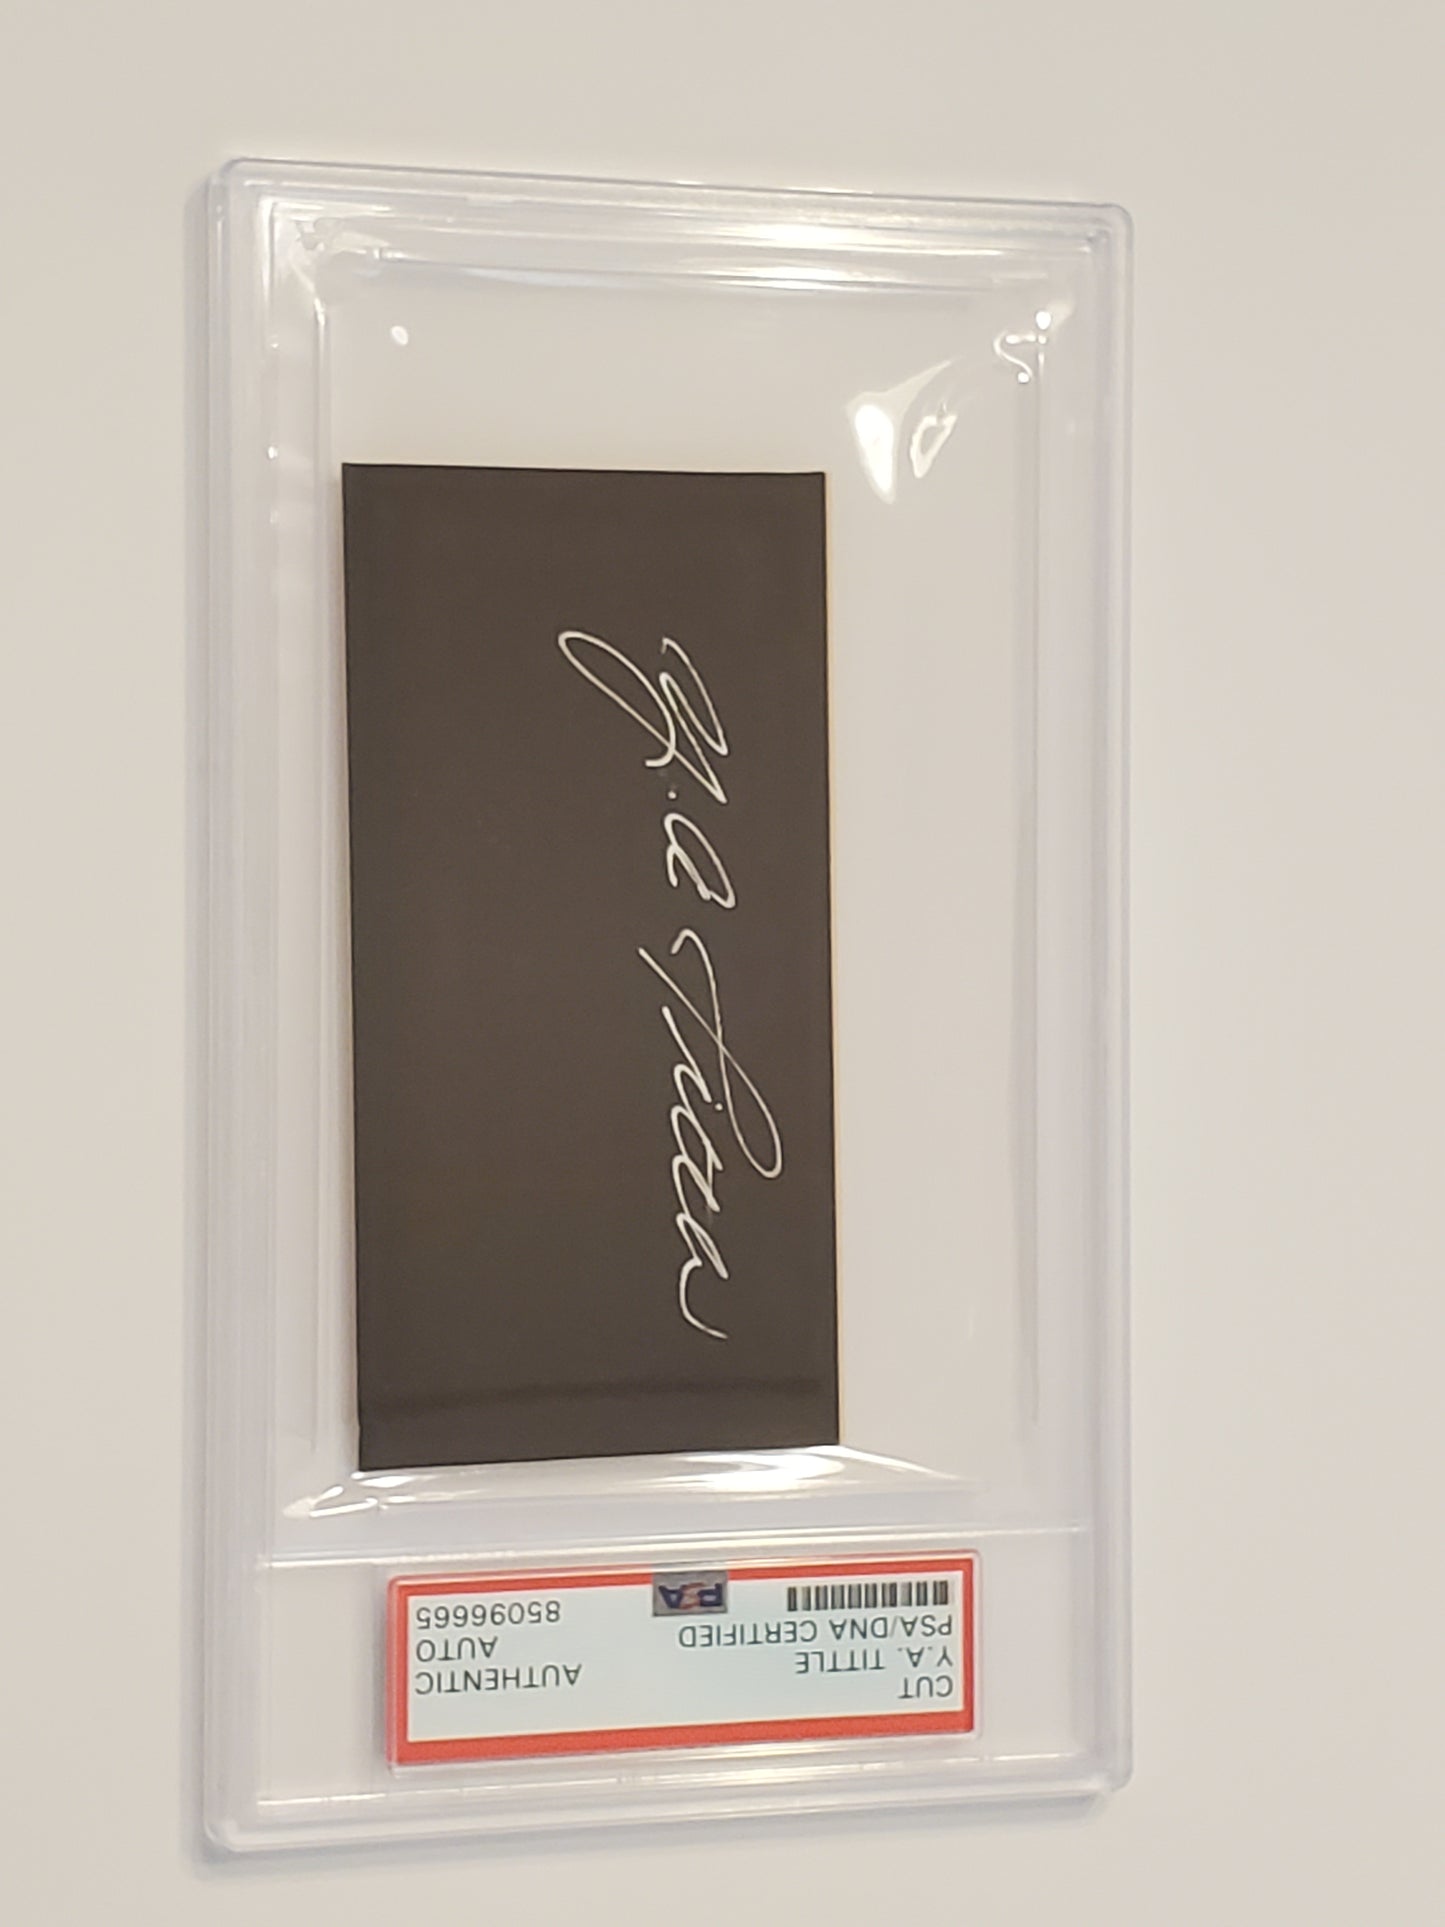 CUT
Y.A. TITTLE
PSA/DNA CERTIFIED
AUTHENTIC
AUTO
85096665
PSA
Y.A. Tittle